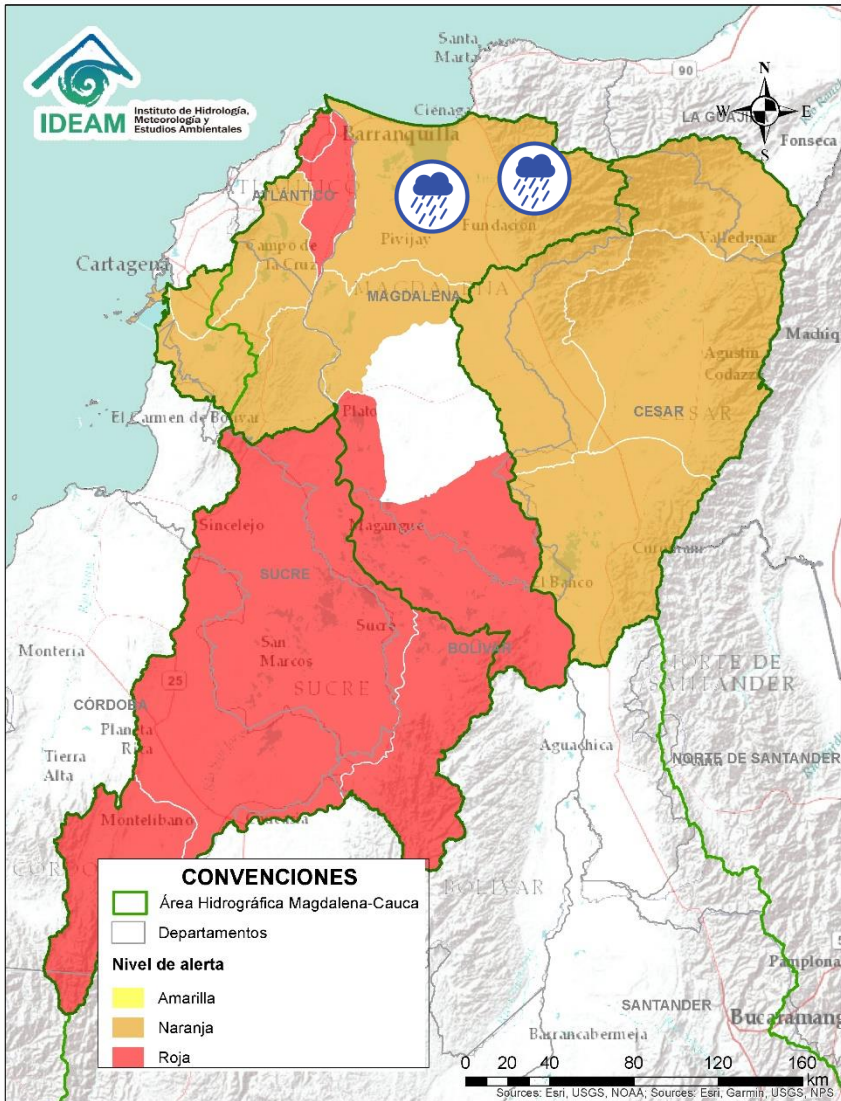 IDEAM
Instituto de Hidrología,
Meteorología y
Estudios Ambientales
Santa
Marta
90
N
E
S
Ciénaga
LA GUAJIRA
Fonseca
Barranquilla
ATLÁNTICO
Campo de
la Cruz
Pivijay
Fundación
Valledupar
Cartagena
MAGDALENA
MAGDALENA
Machiq
Agustín
Codazzi
El Carmen de Bolívar
Plato
CESAR
CESAR
Sincelejo
Magangué
Curumaní
SUCRE
El Banco
Montería
San
Marcos
Sucre
BOLÍVAR
25
SUCRE
NORTE DE
SANTANDER
CÓRDOBA
Planeta
Rica
Tierra
Alta
Aguachica
NORTE DE SANTANDER
Montelíbano
BOLÍVAR
CONVENCIONES
Área Hidrográfica Magdalena-Cauca
Departamentos
Nivel de alerta
Amarilla
Naranja
Roja
Pamplona
SANTANDER
Bucaramang
Barrancabermeja
0 20 40 80 120 160
km
Sources: Esri, USGS, NOAA; Sources: Esri, Garmin, USGS, NPS